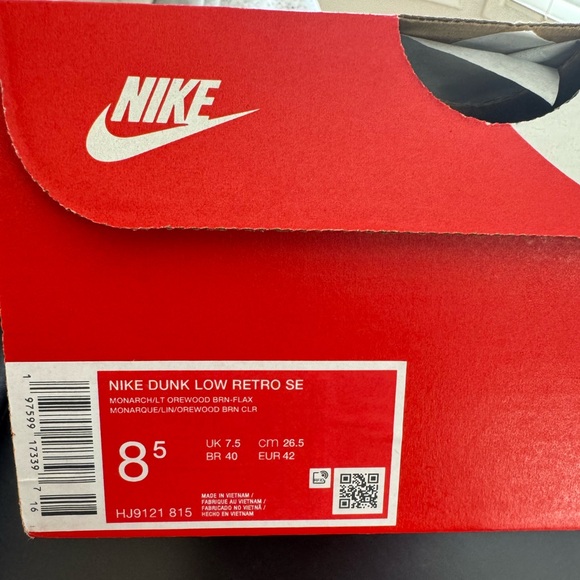 NIKE
NIKE DUNK LOW RETRO SE
MONARCH/LT OREWOOD BRN-FLAX
MONARQUE/LIN/OREWOOD BRN CLR
8 5
UK 7.5 cm 26.5
BR 40 EUR 42
MADE IN VIETNAM /
FABRIQUE AU VIETNAM /
FABRICADO NO VIETNÃ /
HECHO EN VIETNAM
HJ9121 815
1 97599 17339 7 16